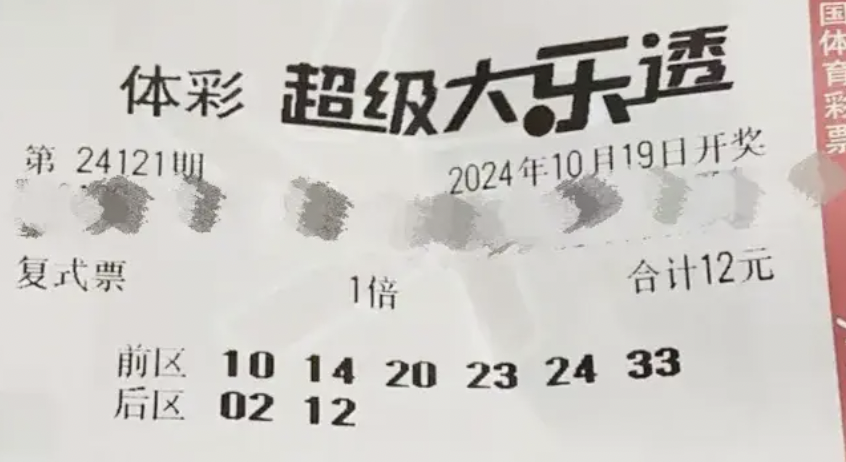 体彩 超级大乐透
第 24121期 2024年10月19日开奖
复式票 1倍 合计12元
前区 10 14 20 23 24 33
后区 02 12
国体育彩票